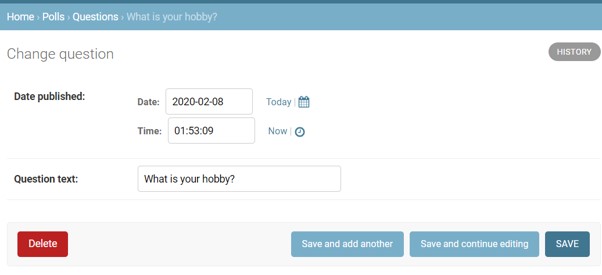 Home › Polls › Questions › What is your hobby?
Change question
HISTORY
Date published:
Date: 2020-02-08 Today |
Time: 01:53:09 Now |
Question text: What is your hobby?
Delete Save and add another Save and continue editing SAVE